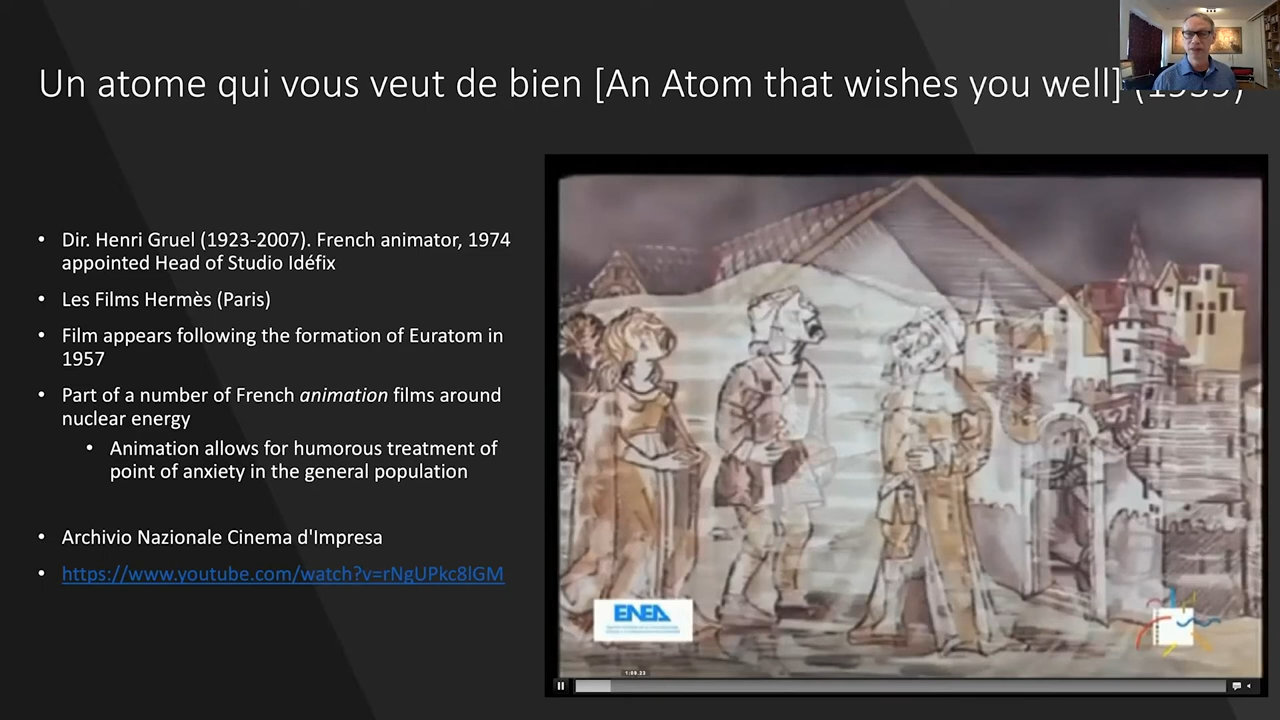 Un atome qui vous veut de bien [An Atom that wishes you well]
• Dir. Henri Gruel (1923-2007). French animator, 1974
appointed Head of Studio Idéfix
• Les Films Hermès (Paris)
• Film appears following the formation of Euratom in
1957
• Part of a number of French animation films around
nuclear energy
• Animation allows for humorous treatment of
point of anxiety in the general population
• Archivio Nazionale Cinema d'Impresa
• https://www.youtube.com/watch?v=rNgUPkc8lGM
ENEA